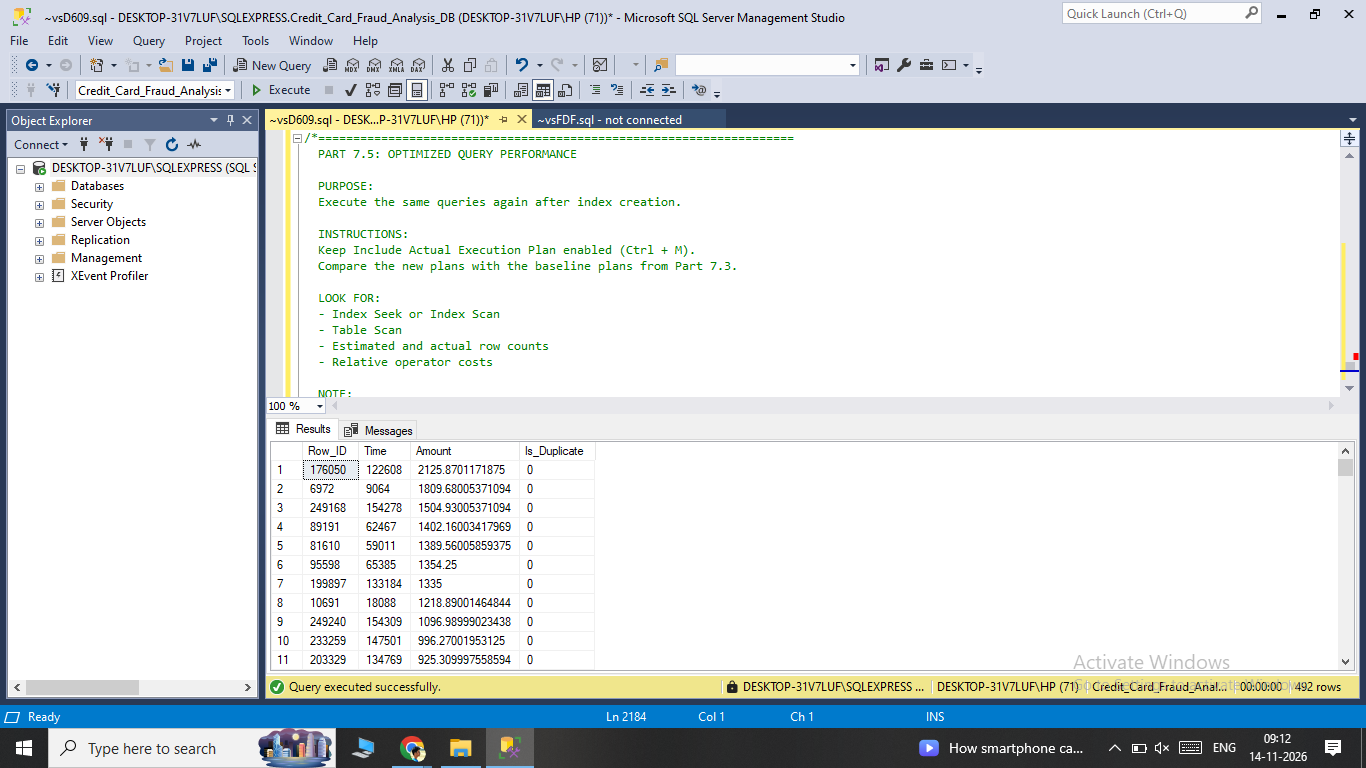 ~vsD609.sql - DESKTOP-31V7LUF\SQLEXPRESS.Credit_Card_Fraud_Analysis_DB (DESKTOP-31V7LUF\HP (71))* - Microsoft SQL Server Management Studio
Quick Launch (Ctrl+Q)
File Edit View Query Project Tools Window Help
New Query MDX DMX XMLA DAX
Credit_Card_Fraud_Analysis Execute
Object Explorer
Connect
DESKTOP-31V7LUF\SQLEXPRESS (SQL S
Databases
Security
Server Objects
Replication
Management
XEvent Profiler
~vsD609.sql - DESK...P-31V7LUF\HP (71))* ~vsFDF.sql - not connected
/*====================================================================
PART 7.5: OPTIMIZED QUERY PERFORMANCE
PURPOSE:
Execute the same queries again after index creation.
INSTRUCTIONS:
Keep Include Actual Execution Plan enabled (Ctrl + M).
Compare the new plans with the baseline plans from Part 7.3.
LOOK FOR:
- Index Seek or Index Scan
- Table Scan
- Estimated and actual row counts
- Relative operator costs
NOTE:
100 %
Results Messages
Row_ID Time Amount Is_Duplicate
1 176050 122608 2125.8701171875 0
2 6972 9064 1809.68005371094 0
3 249168 154278 1504.93005371094 0
4 89191 62467 1402.16003417969 0
5 81610 59011 1389.56005859375 0
6 95598 65385 1354.25 0
7 199897 133184 1335 0
8 10691 18088 1218.89001464844 0
9 249240 154309 1096.98999023438 0
10 233259 147501 996.27001953125 0
11 203329 134769 925.309997558594 0
Activate Windows
Go to Settings to activate Windows.
Query executed successfully. DESKTOP-31V7LUF\SQLEXPRESS ... DESKTOP-31V7LUF\HP (71) Credit_Card_Fraud_Anal... 00:00:00 492 rows
Ready Ln 2184 Col 1 Ch 1 INS
Type here to search How smartphone ca... ENG 09:12
14-11-2026